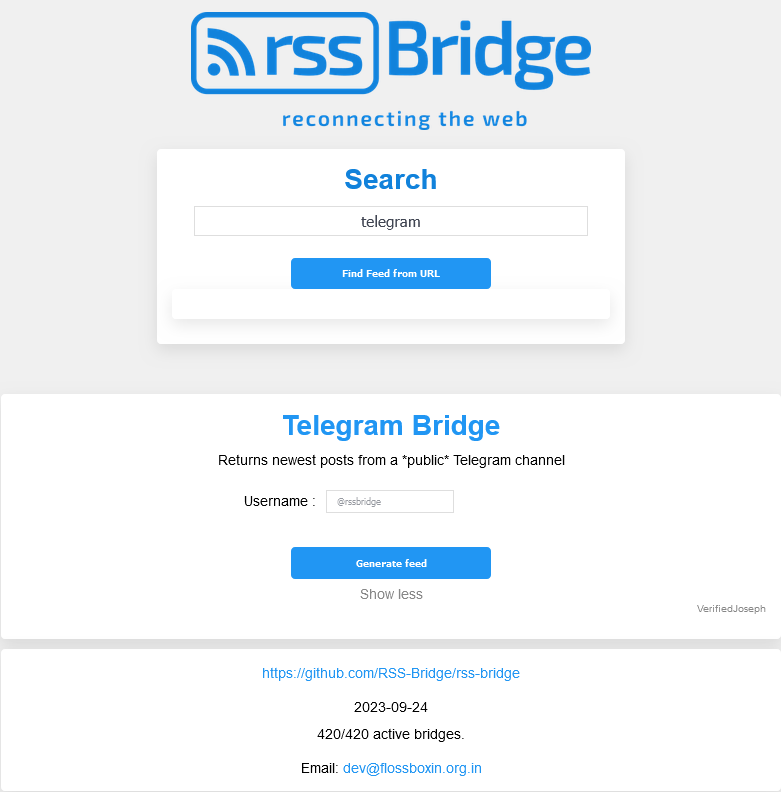 rss Bridge
reconnecting the web
Search
telegram
Find Feed from URL
Telegram Bridge
Returns newest posts from a *public* Telegram channel
Username : @rssbridge
Generate feed
Show less
VerifiedJoseph
https://github.com/RSS-Bridge/rss-bridge
2023-09-24
420/420 active bridges.
Email: dev@flossboxin.org.in